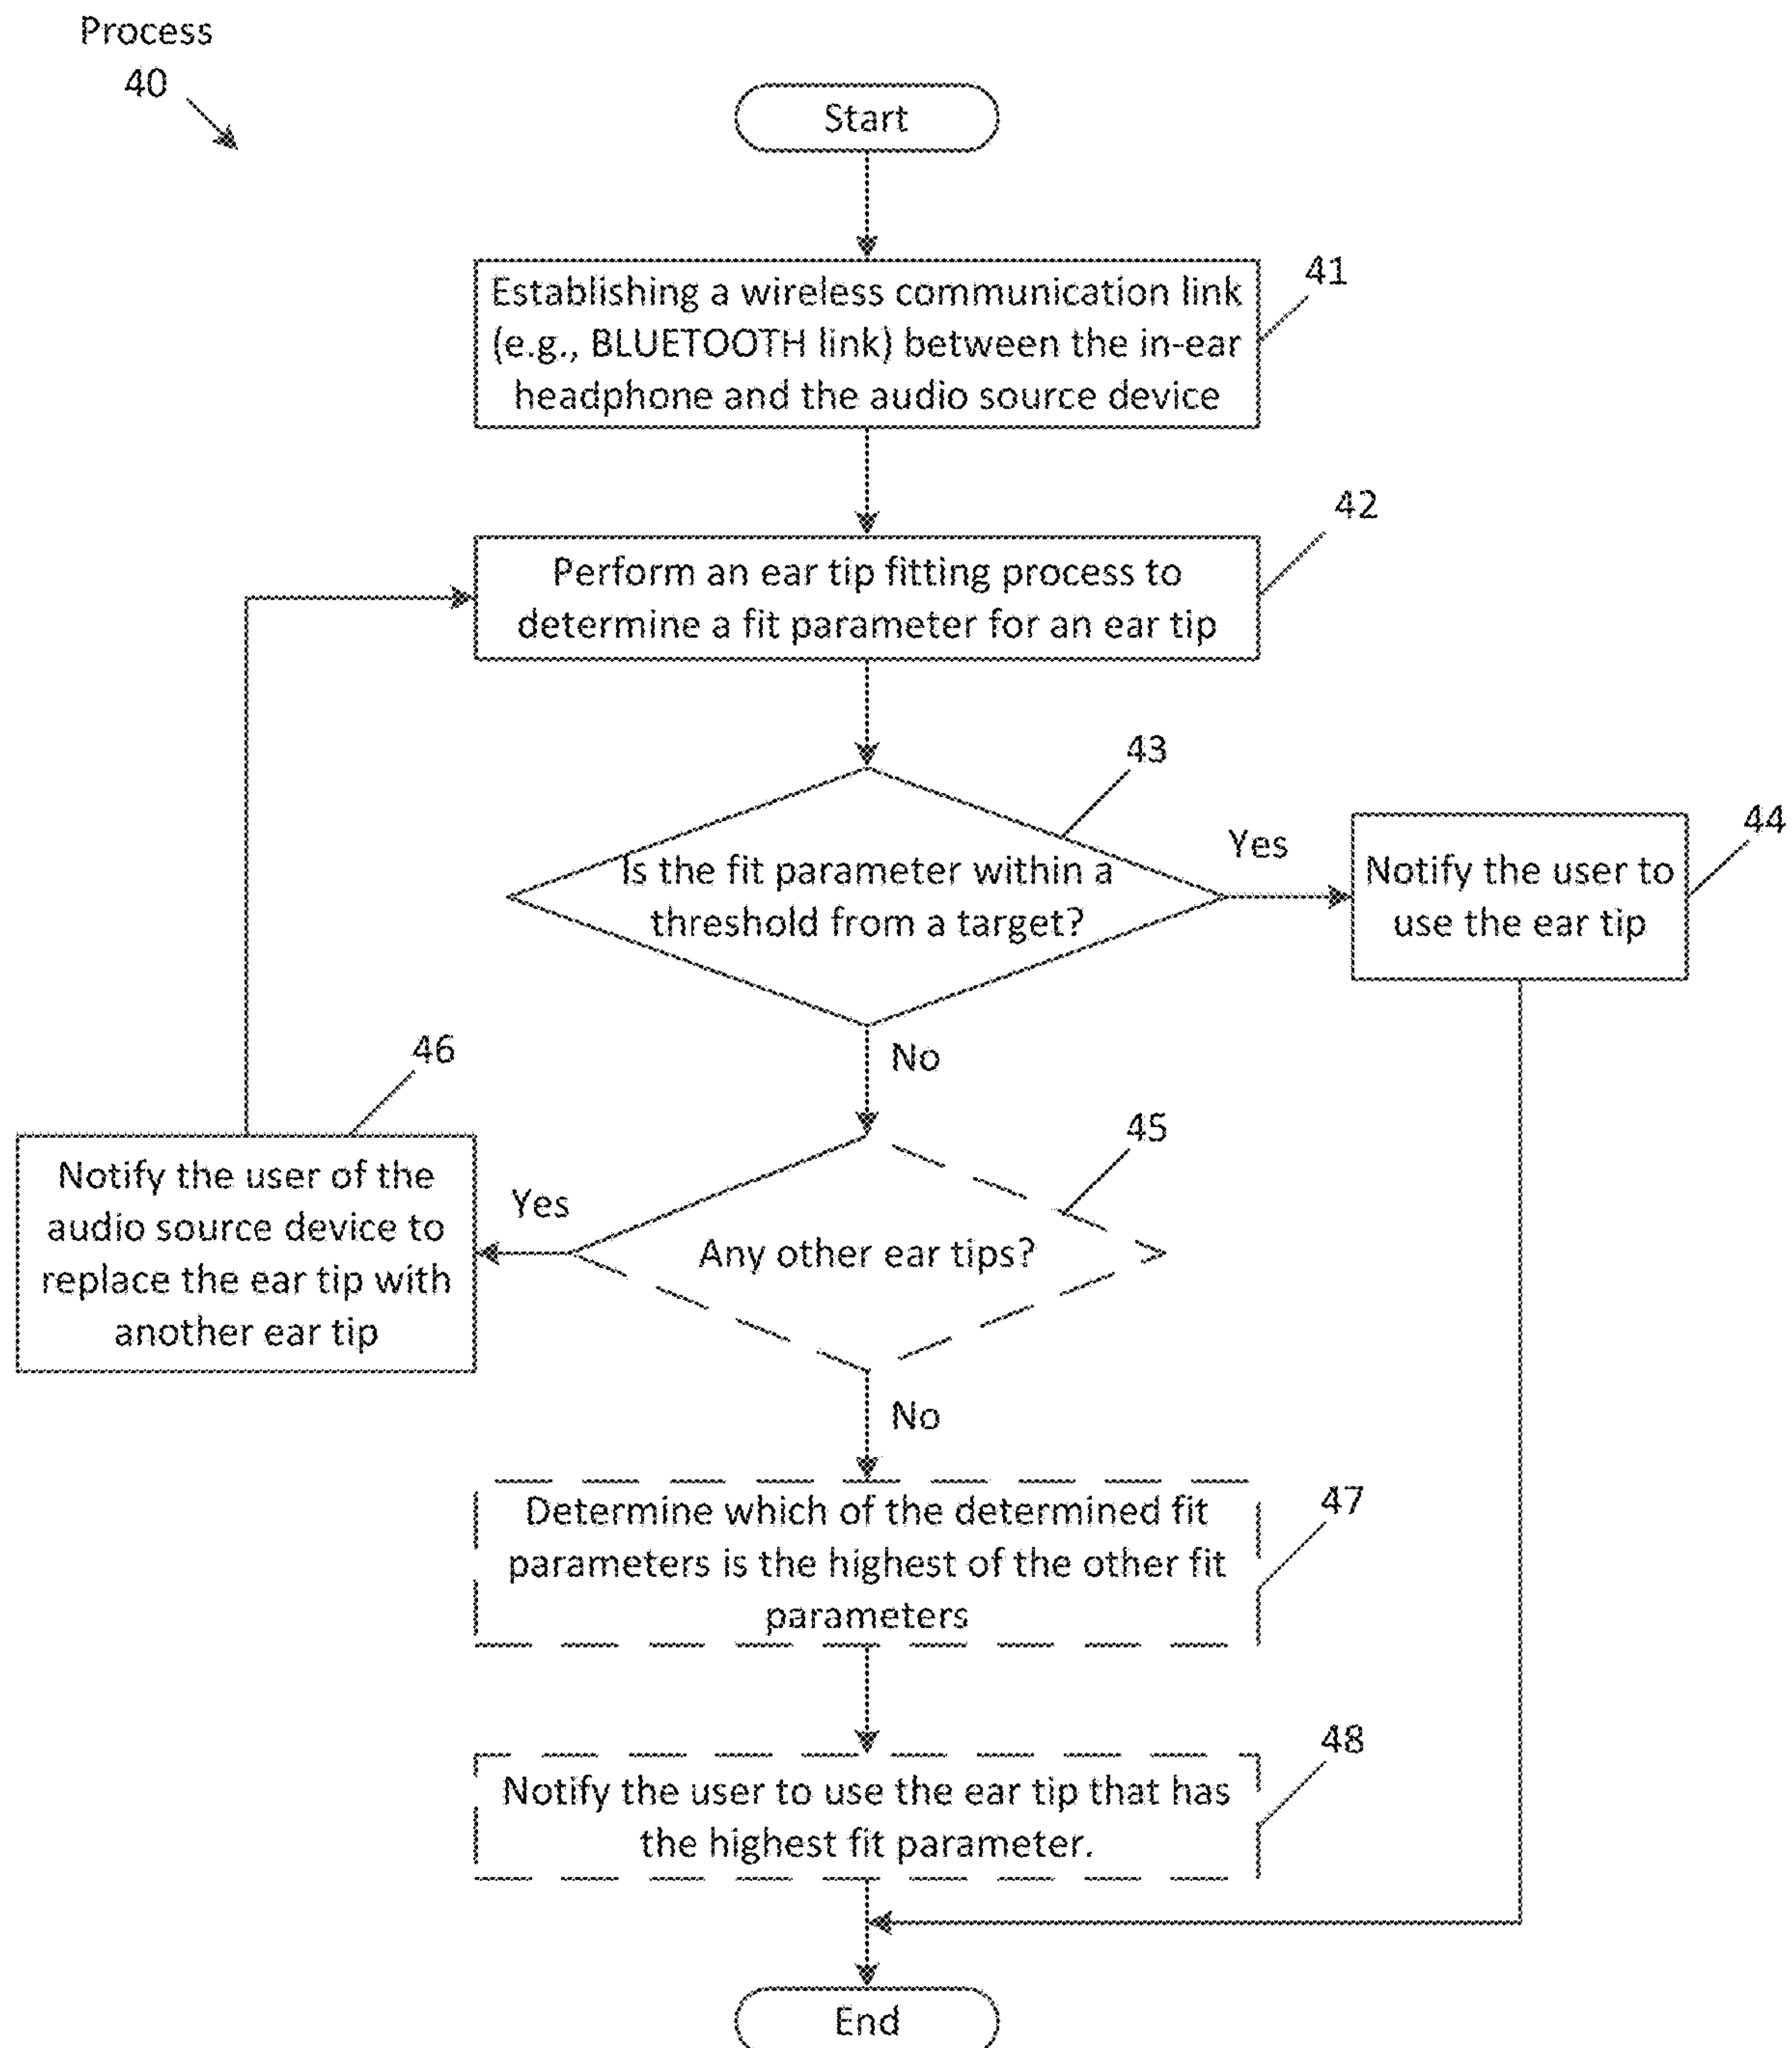 Process
40
Start
41
Establishing a wireless communication link
(e.g., BLUETOOTH link) between the in-ear
headphone and the audio source device
42
Perform an ear tip fitting process to
determine a fit parameter for an ear tip
43
Is the fit parameter within a
threshold from a target?
Yes
44
Notify the user to
use the ear tip
No
45
Any other ear tips?
Yes
46
Notify the user of the
audio source device to
replace the ear tip with
another ear tip
No
47
Determine which of the determined fit
parameters is the highest of the other fit
parameters
48
Notify the user to use the ear tip that has
the highest fit parameter.
End